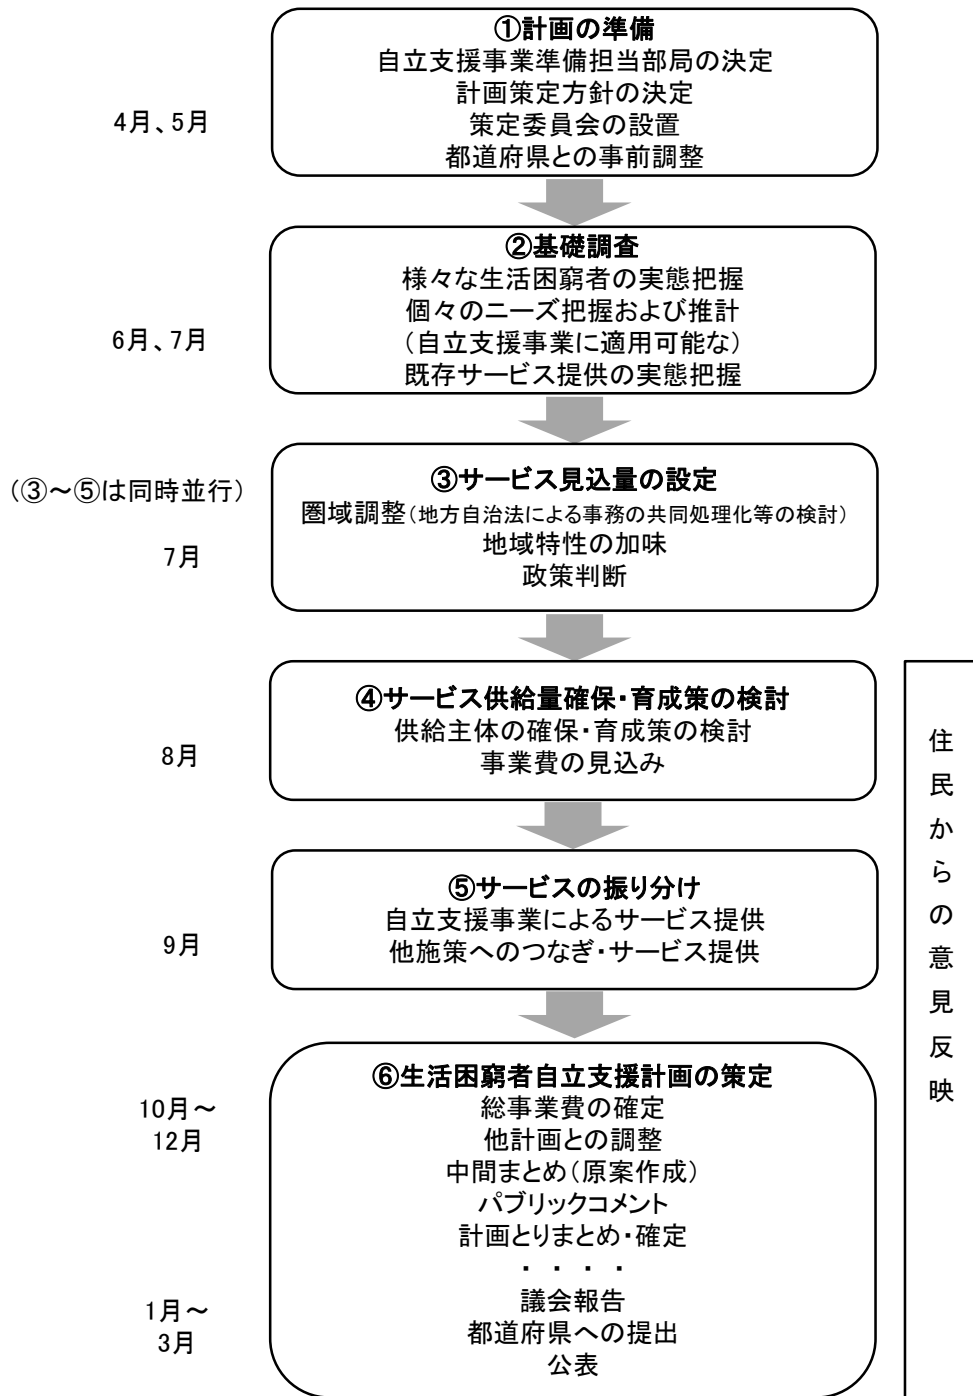 ①計画の準備
自立支援事業準備担当部局の決定
計画策定方針の決定
策定委員会の設置
都道府県との事前調整
4月、5月
②基礎調査
様々な生活困窮者の実態把握
個々のニーズ把握および推計
（自立支援事業に適用可能な）
既存サービス提供の実態把握
6月、7月
③サービス見込量の設定
圏域調整（地方自治法による事務の共同処理化等の検討）
地域特性の加味
政策判断
（③～⑤は同時並行）
7月
④サービス供給量確保・育成策の検討
供給主体の確保・育成策の検討
事業費の見込み
8月
⑤サービスの振り分け
自立支援事業によるサービス提供
他施策へのつなぎ・サービス提供
9月
⑥生活困窮者自立支援計画の策定
総事業費の確定
他計画との調整
中間まとめ（原案作成）
パブリックコメント
計画とりまとめ・確定
・・・・
議会報告
都道府県への提出
公表
10月～
12月
1月～
3月
住民からの意見反映